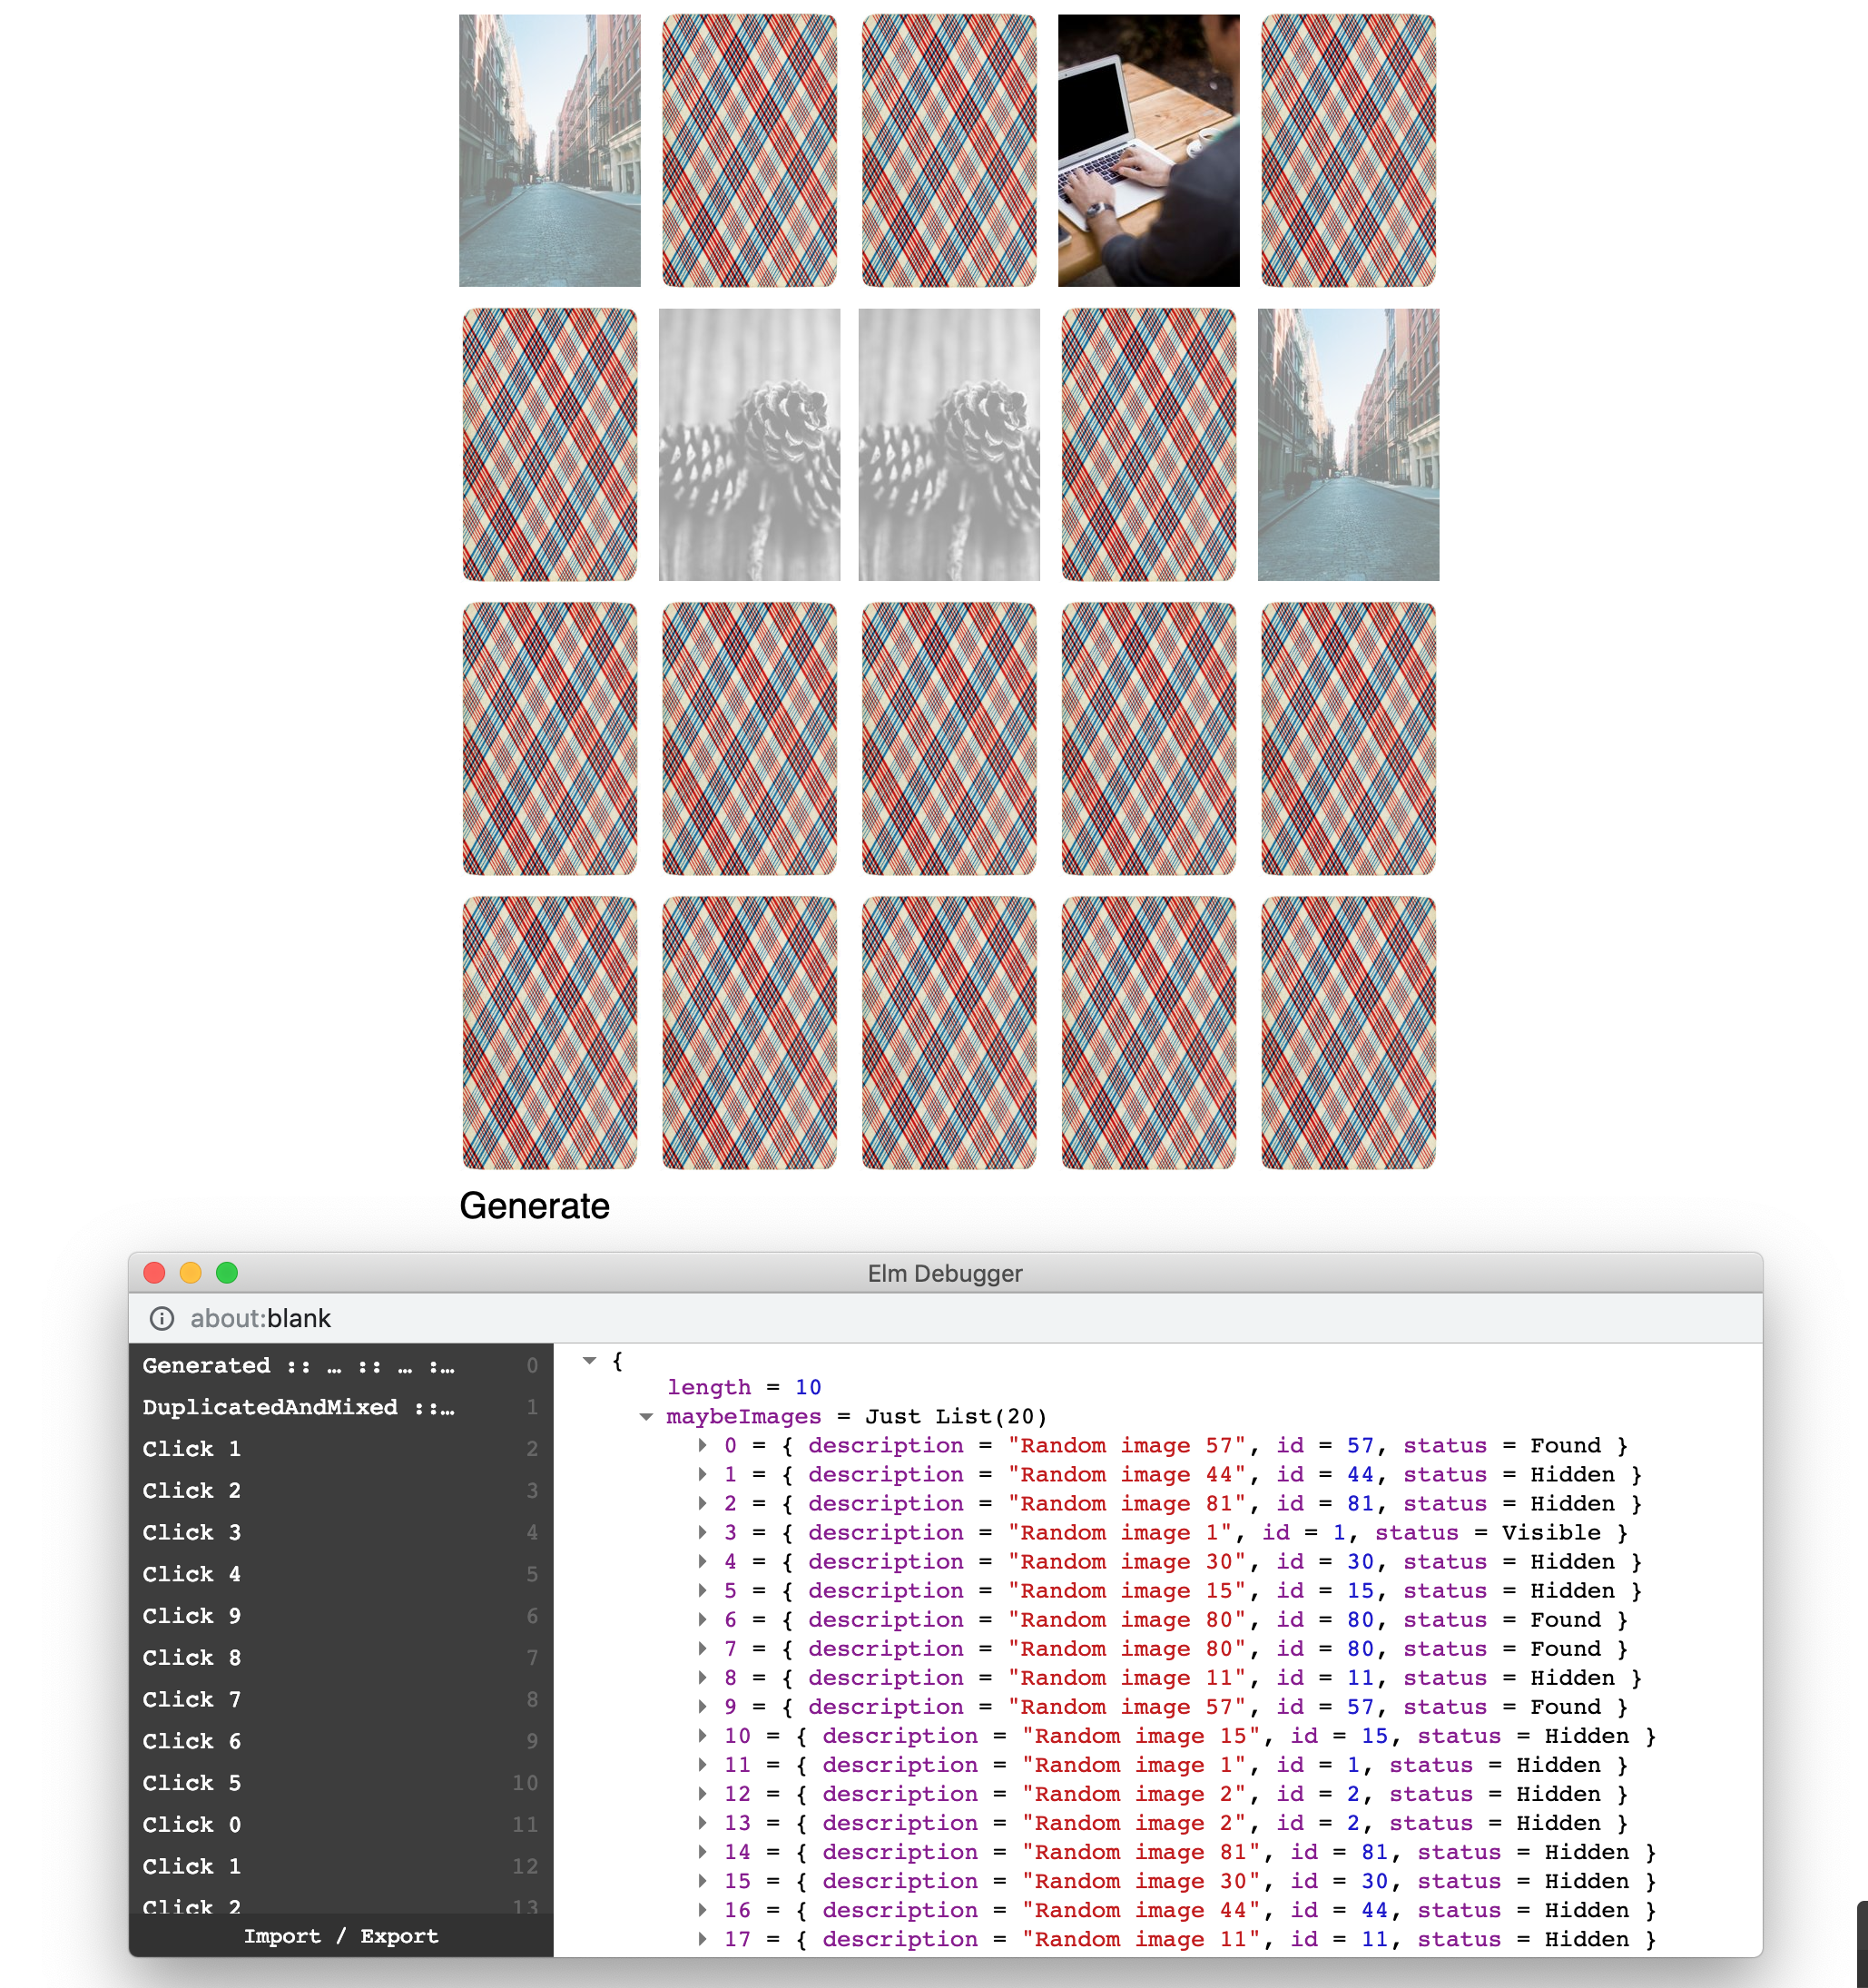 Generate
Elm Debugger
about:blank
Generated :: … :: … :… 0
DuplicatedAndMixed ::… 1
Click 1 2
Click 2 3
Click 3 4
Click 4 5
Click 9 6
Click 8 7
Click 7 8
Click 6 9
Click 5 10
Click 0 11
Click 1 12
Click 2 13
Import / Export
{
length = 10
maybeImages = Just List(20)
0 = { description = "Random image 57", id = 57, status = Found }
1 = { description = "Random image 44", id = 44, status = Hidden }
2 = { description = "Random image 81", id = 81, status = Hidden }
3 = { description = "Random image 1", id = 1, status = Visible }
4 = { description = "Random image 30", id = 30, status = Hidden }
5 = { description = "Random image 15", id = 15, status = Hidden }
6 = { description = "Random image 80", id = 80, status = Found }
7 = { description = "Random image 80", id = 80, status = Found }
8 = { description = "Random image 11", id = 11, status = Hidden }
9 = { description = "Random image 57", id = 57, status = Found }
10 = { description = "Random image 15", id = 15, status = Hidden }
11 = { description = "Random image 1", id = 1, status = Hidden }
12 = { description = "Random image 2", id = 2, status = Hidden }
13 = { description = "Random image 2", id = 2, status = Hidden }
14 = { description = "Random image 81", id = 81, status = Hidden }
15 = { description = "Random image 30", id = 30, status = Hidden }
16 = { description = "Random image 44", id = 44, status = Hidden }
17 = { description = "Random image 11", id = 11, status = Hidden }